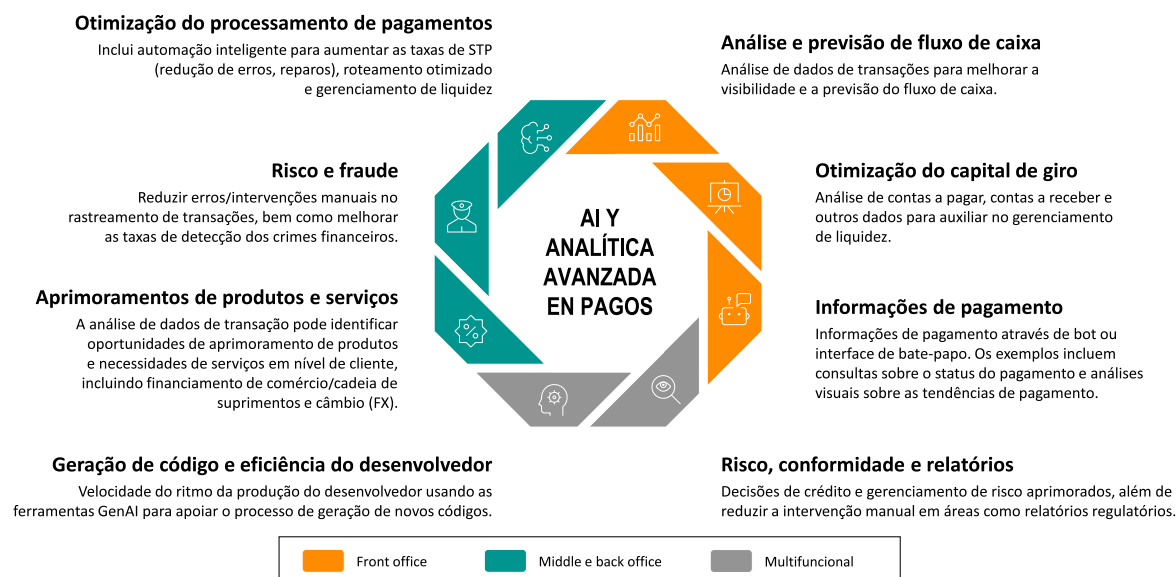 Otimização do processamento de pagamentos
Inclui automação inteligente para aumentar as taxas de STP
(redução de erros, reparos), roteamento otimizado
e gerenciamento de liquidez
Análise e previsão de fluxo de caixa
Análise de dados de transações para melhorar a
visibilidade e a previsão do fluxo de caixa.
Risco e fraude
Reduzir erros/intervenções manuais no
rastreamento de transações, bem como melhorar
as taxas de detecção dos crimes financeiros.
Otimização do capital de giro
Análise de contas a pagar, contas a receber e
outros dados para auxiliar no gerenciamento
de liquidez.
AI Y
ANALÍTICA
AVANZADA
EN PAGOS
Aprimoramentos de produtos e serviços
A análise de dados de transação pode identificar
oportunidades de aprimoramento de produtos
e necessidades de serviços em nível de cliente,
incluindo financiamento de comércio/cadeia de
suprimentos e câmbio (FX).
Informações de pagamento
Informações de pagamento através de bot ou
interface de bate-papo. Os exemplos incluem
consultas sobre o status do pagamento e análises
visuais sobre as tendências de pagamento.
Geração de código e eficiência do desenvolvedor
Velocidade do ritmo da produção do desenvolvedor usando as
ferramentas GenAI para apoiar o processo de geração de novos códigos.
Risco, conformidade e relatórios
Decisões de crédito e gerenciamento de risco aprimorados, além de
reduzir a intervenção manual em áreas como relatórios regulatórios.
Front office
Middle e back office
Multifuncional